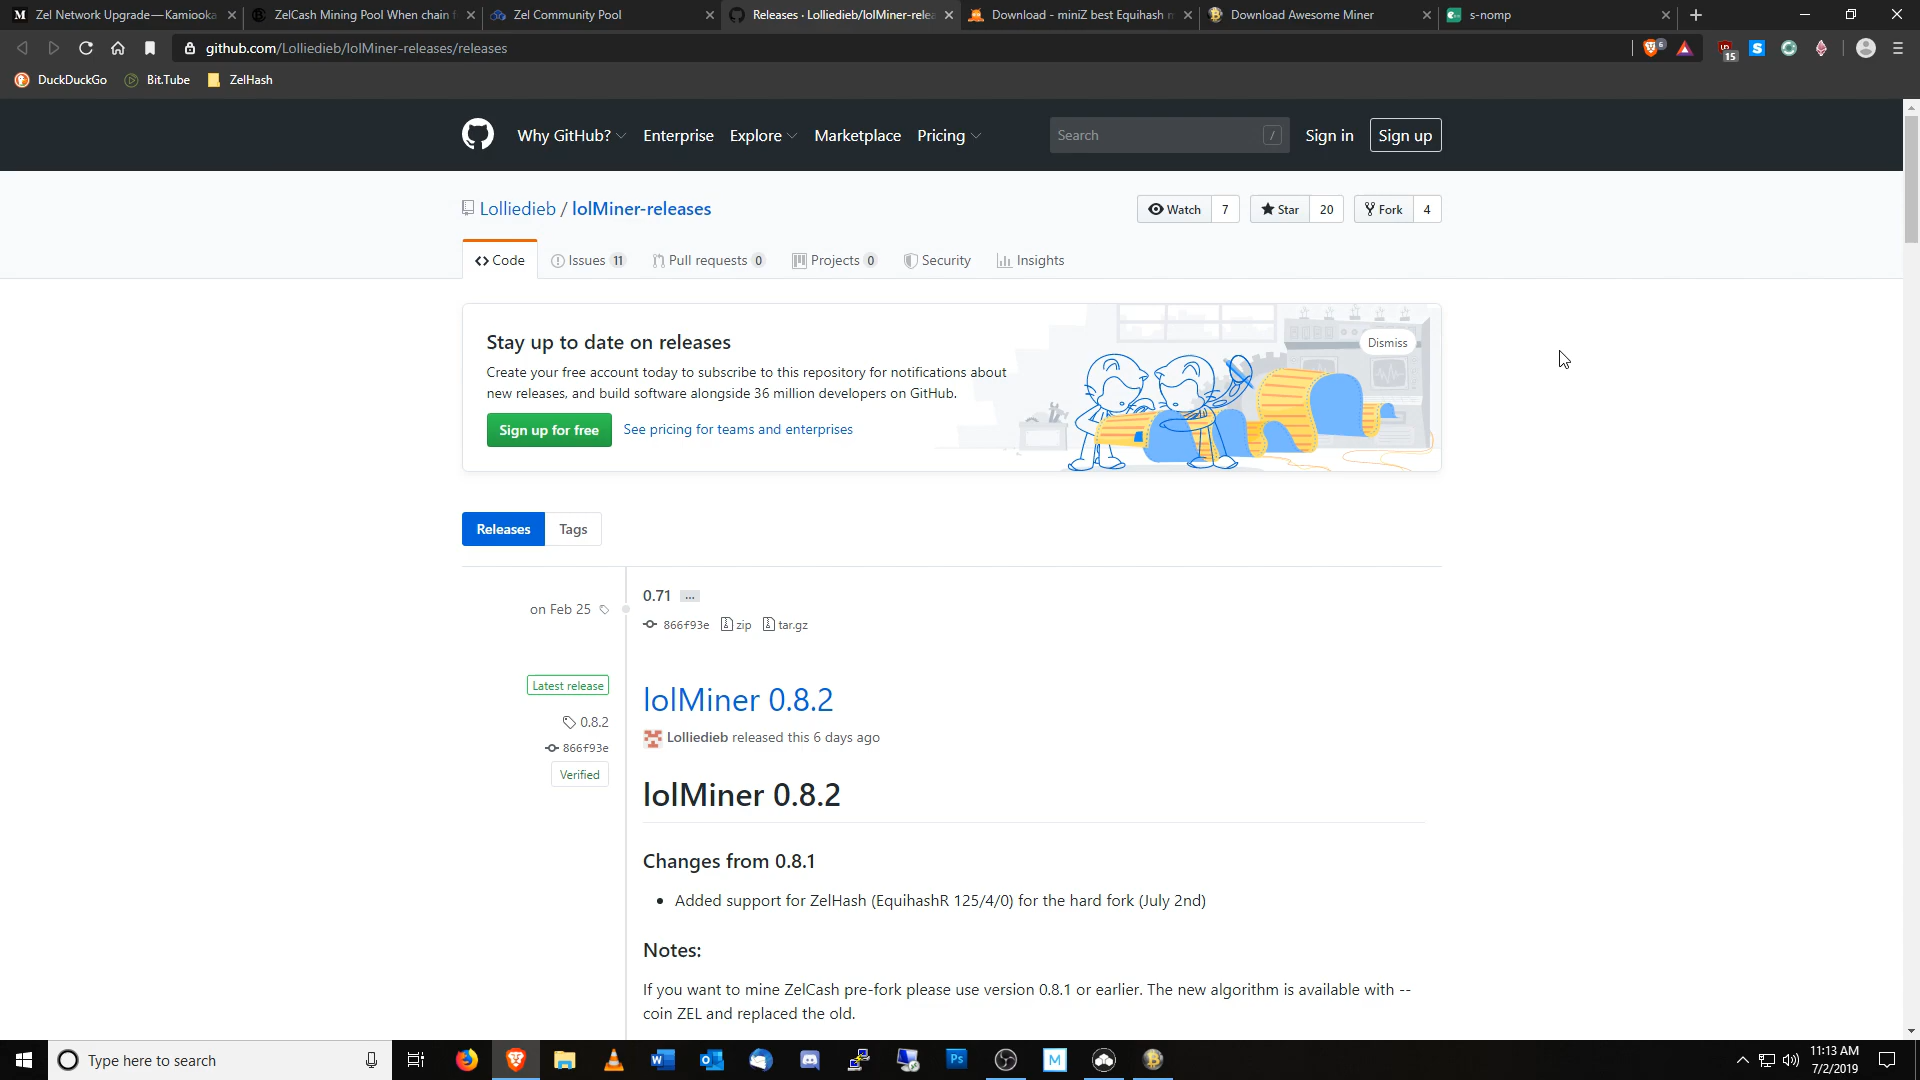 Zel Network Upgrade — Kamiooka
ZelCash Mining Pool When chain f
Zel Community Pool
Releases · Lolliedieb/lolMiner-relea
Download - miniZ best Equihash m
Download Awesome Miner
s-nomp
github.com/Lolliedieb/lolMiner-releases/releases
6
15
DuckDuckGo
Bit.Tube
ZelHash
Why GitHub?
Enterprise
Explore
Marketplace
Pricing
Search
/
Sign in
Sign up
Lolliedieb / lolMiner-releases
Watch 7
Star 20
Fork 4
<> Code
Issues 11
Pull requests 0
Projects 0
Security
Insights
Stay up to date on releases
Dismiss
Create your free account today to subscribe to this repository for notifications about
new releases, and build software alongside 36 million developers on GitHub.
Sign up for free
See pricing for teams and enterprises
Releases
Tags
on Feb 25
0.71 ...
866f93e zip tar.gz
Latest release
0.8.2
866f93e
Verified
lolMiner 0.8.2
Lolliedieb released this 6 days ago
lolMiner 0.8.2
Changes from 0.8.1
• Added support for ZelHash (EquihashR 125/4/0) for the hard fork (July 2nd)
Notes:
If you want to mine ZelCash pre-fork please use version 0.8.1 or earlier. The new algorithm is available with --
coin ZEL and replaced the old.
Type here to search
Ps
M
11:13 AM
7/2/2019